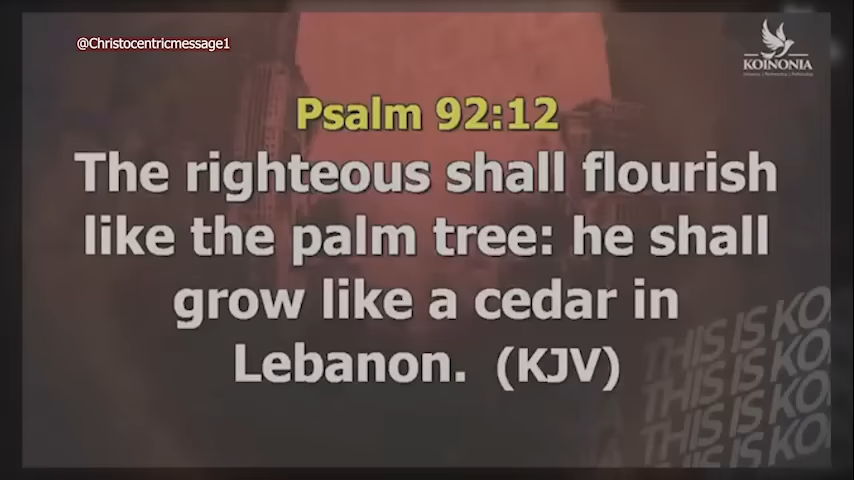 @Christocentricmessage1
KOINONIA
Psalm 92:12
The righteous shall flourish
like the palm tree: he shall
grow like a cedar in
Lebanon. (KJV)
THIS IS KO
THIS IS KO
THIS IS KO
THIS IS KO